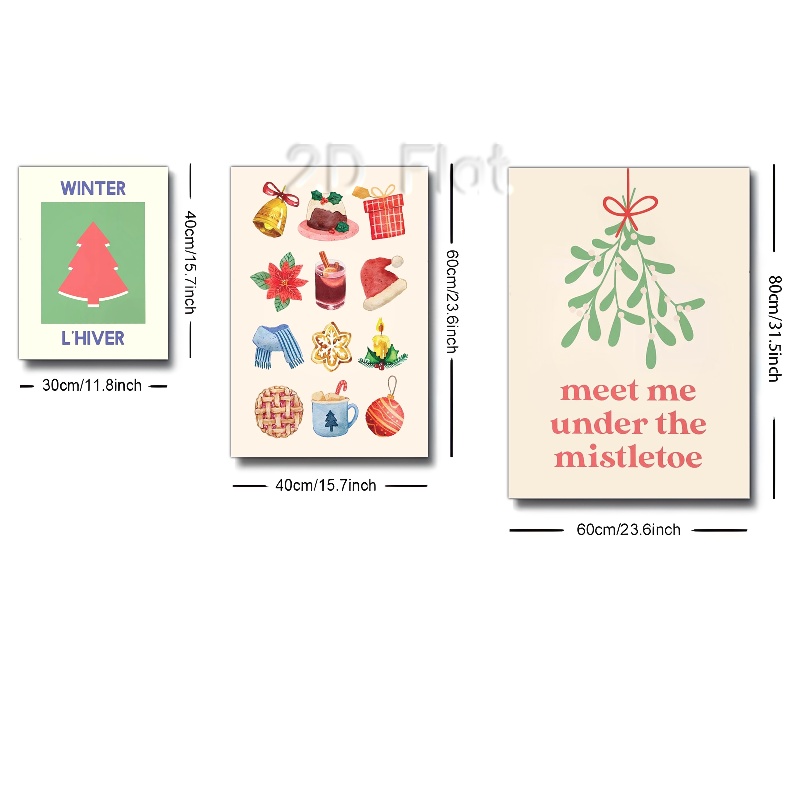 2D Flat
WINTER
L'HIVER
40cm/15.7inch
30cm/11.8inch
60cm/23.6inch
40cm/15.7inch
meet me
under the
mistletoe
80cm/31.5inch
60cm/23.6inch